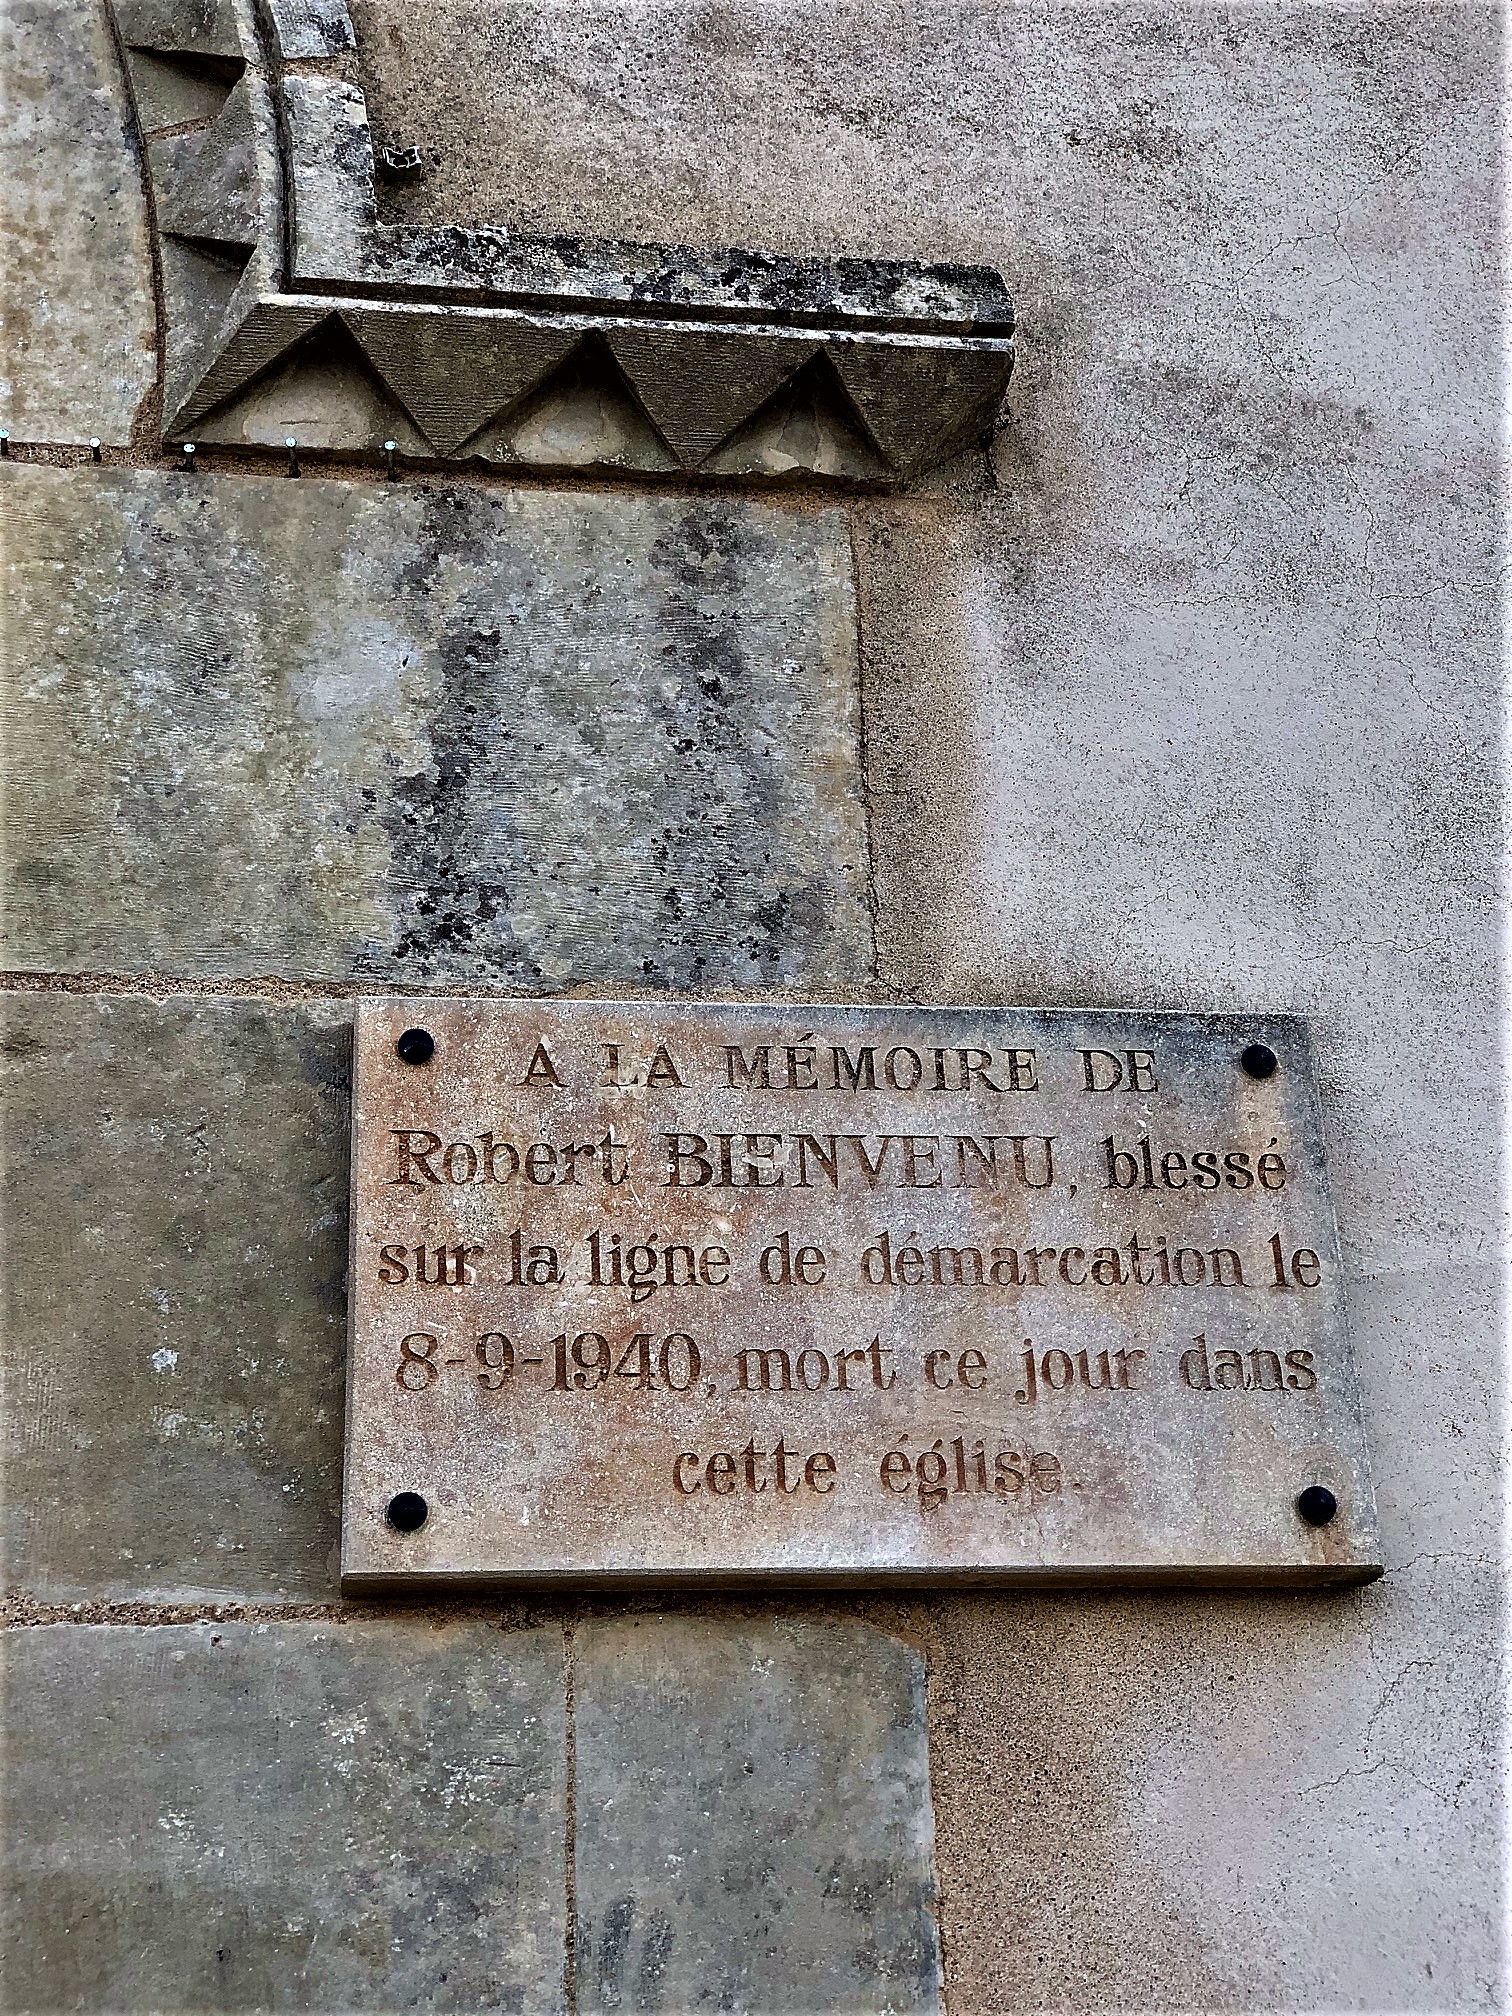 A LA MÉMOIRE DE
Robert BIENVENU, blessé
sur la ligne de démarcation le
8-9-1940, mort ce jour dans
cette église.